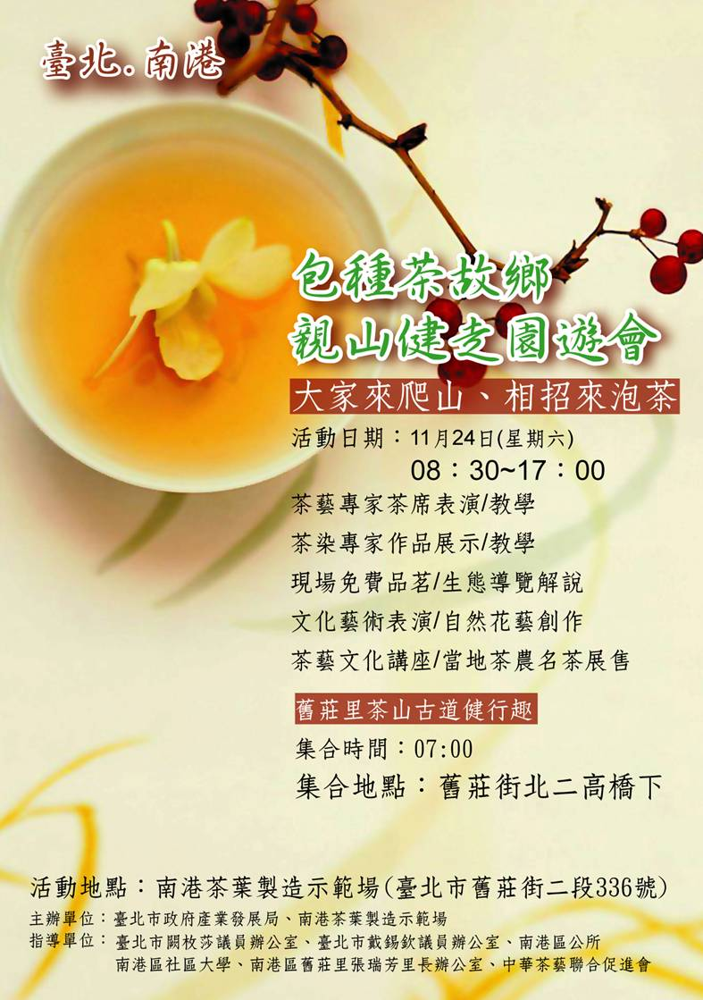 臺北.南港
包種茶故鄉
親山健走園遊會
大家來爬山、相招來泡茶
活動日期：11月24日(星期六)
08：30~17：00
茶藝專家茶席表演/教學
茶染專家作品展示/教學
現場免費品茗/生態導覽解說
文化藝術表演/自然花藝創作
茶藝文化講座/當地茶農名茶展售
舊莊里茶山古道健行趣
集合時間：07:00
集合地點：舊莊街北二高橋下
活動地點：南港茶葉製造示範場(臺北市舊莊街二段336號)
主辦單位：臺北市政府產業發展局、南港茶葉製造示範場
指導單位：臺北市闕枚莎議員辦公室、臺北市戴錫欽議員辦公室、南港區公所
南港區社區大學、南港區舊莊里張瑞芳里長辦公室、中華茶藝聯合促進會